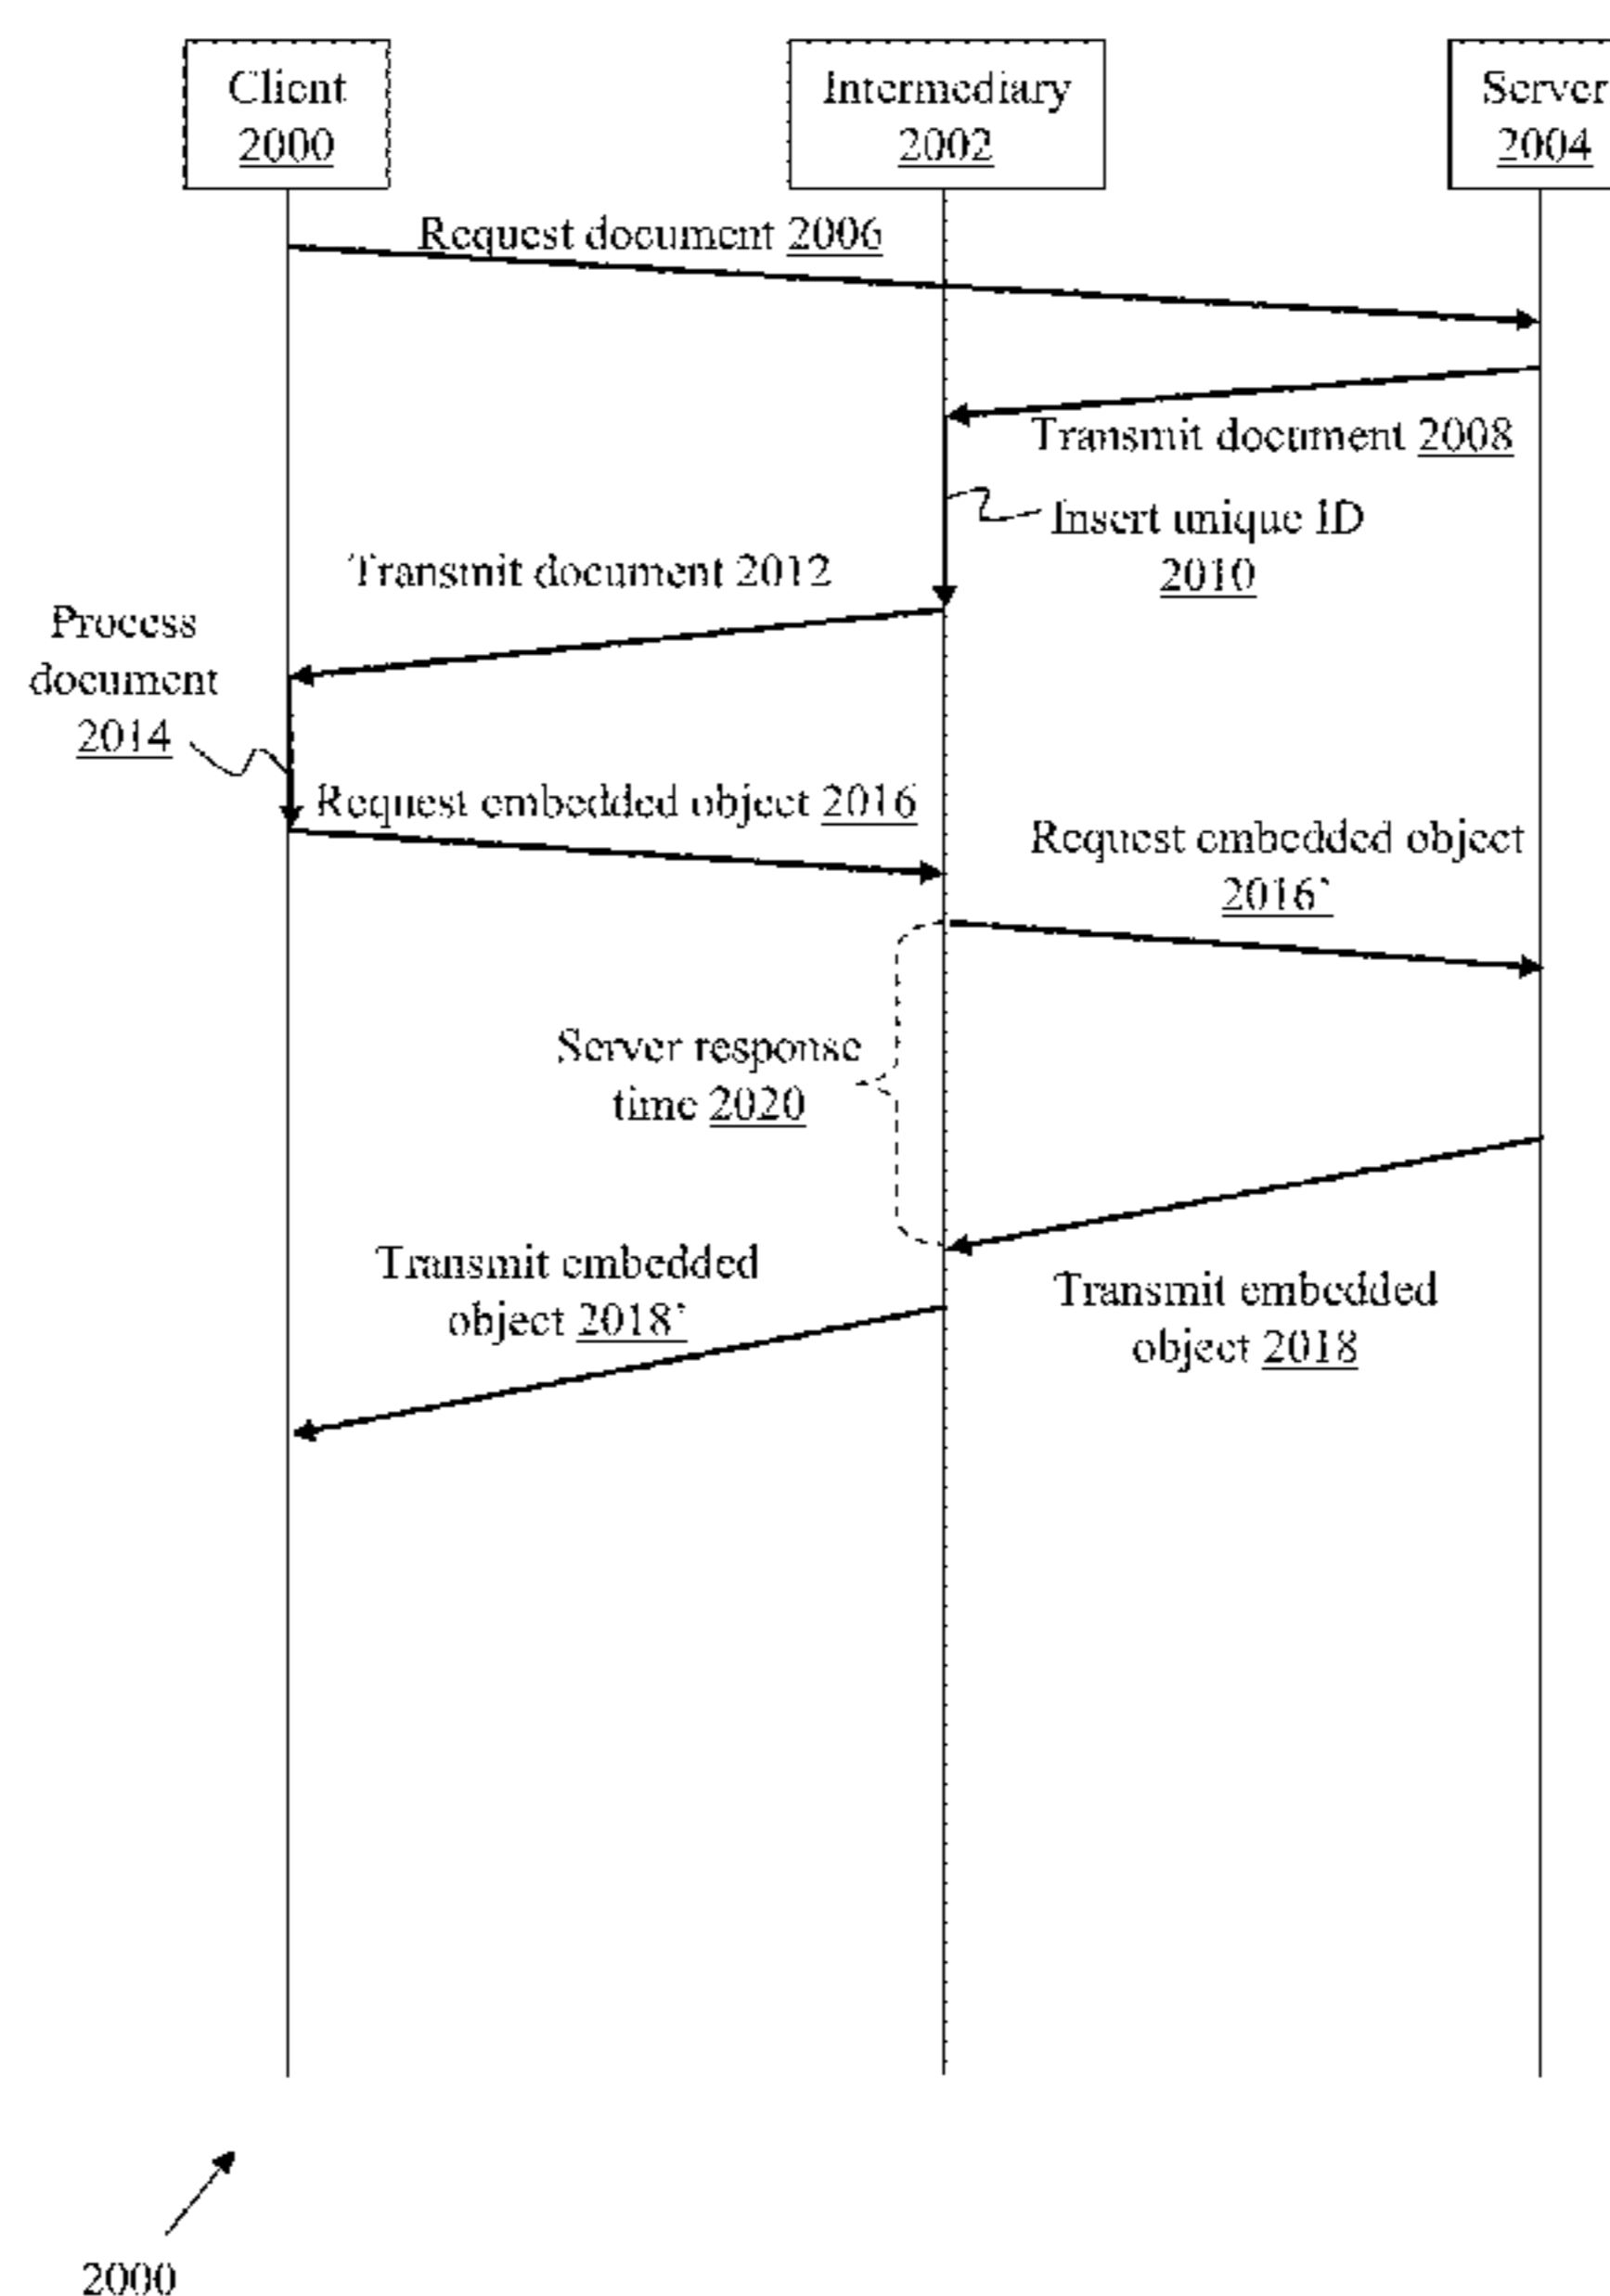 Client
2000
Intermediary
2002
Server
2004
Request document 2006
Transmit document 2008
Insert unique ID
2010
Transmit document 2012
Process
document
2014
Request embedded object 2016
Request embedded object
2016'
Server response
time 2020
Transmit embedded
object 2018'
Transmit embedded
object 2018
2000